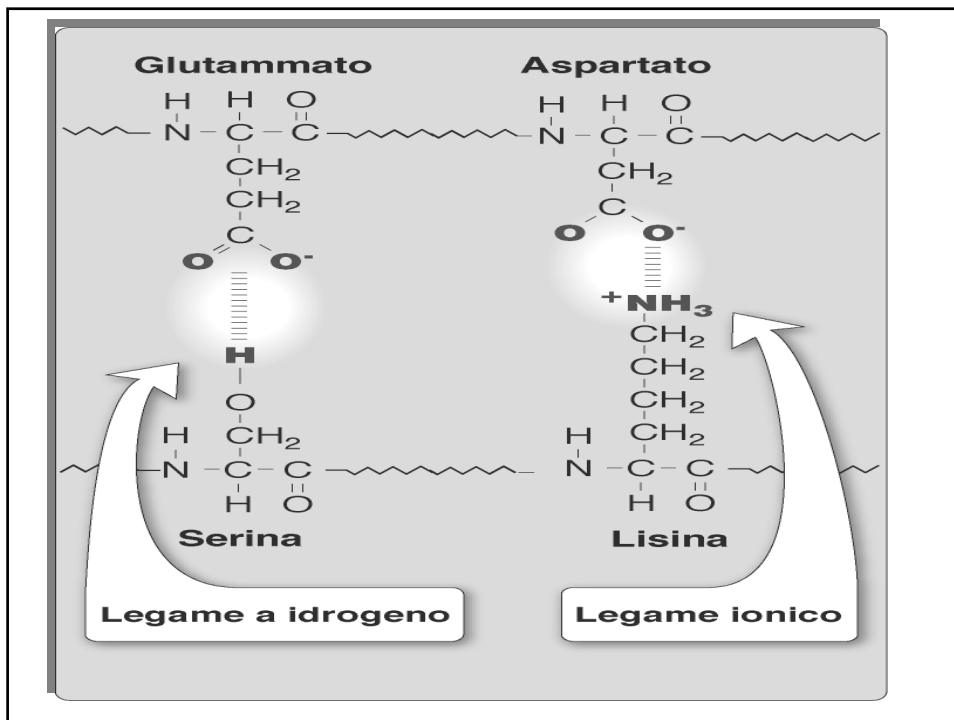 Glutammato
Aspartato
H H O
N C C
CH2
CH2
C
O O-
H
O
H CH2
N C C
H O
Serina
H H O
N C C
CH2
C
O O-
+NH3
CH2
CH2
CH2
H CH2
N C C
H O
Lisina
Legame a idrogeno
Legame ionico